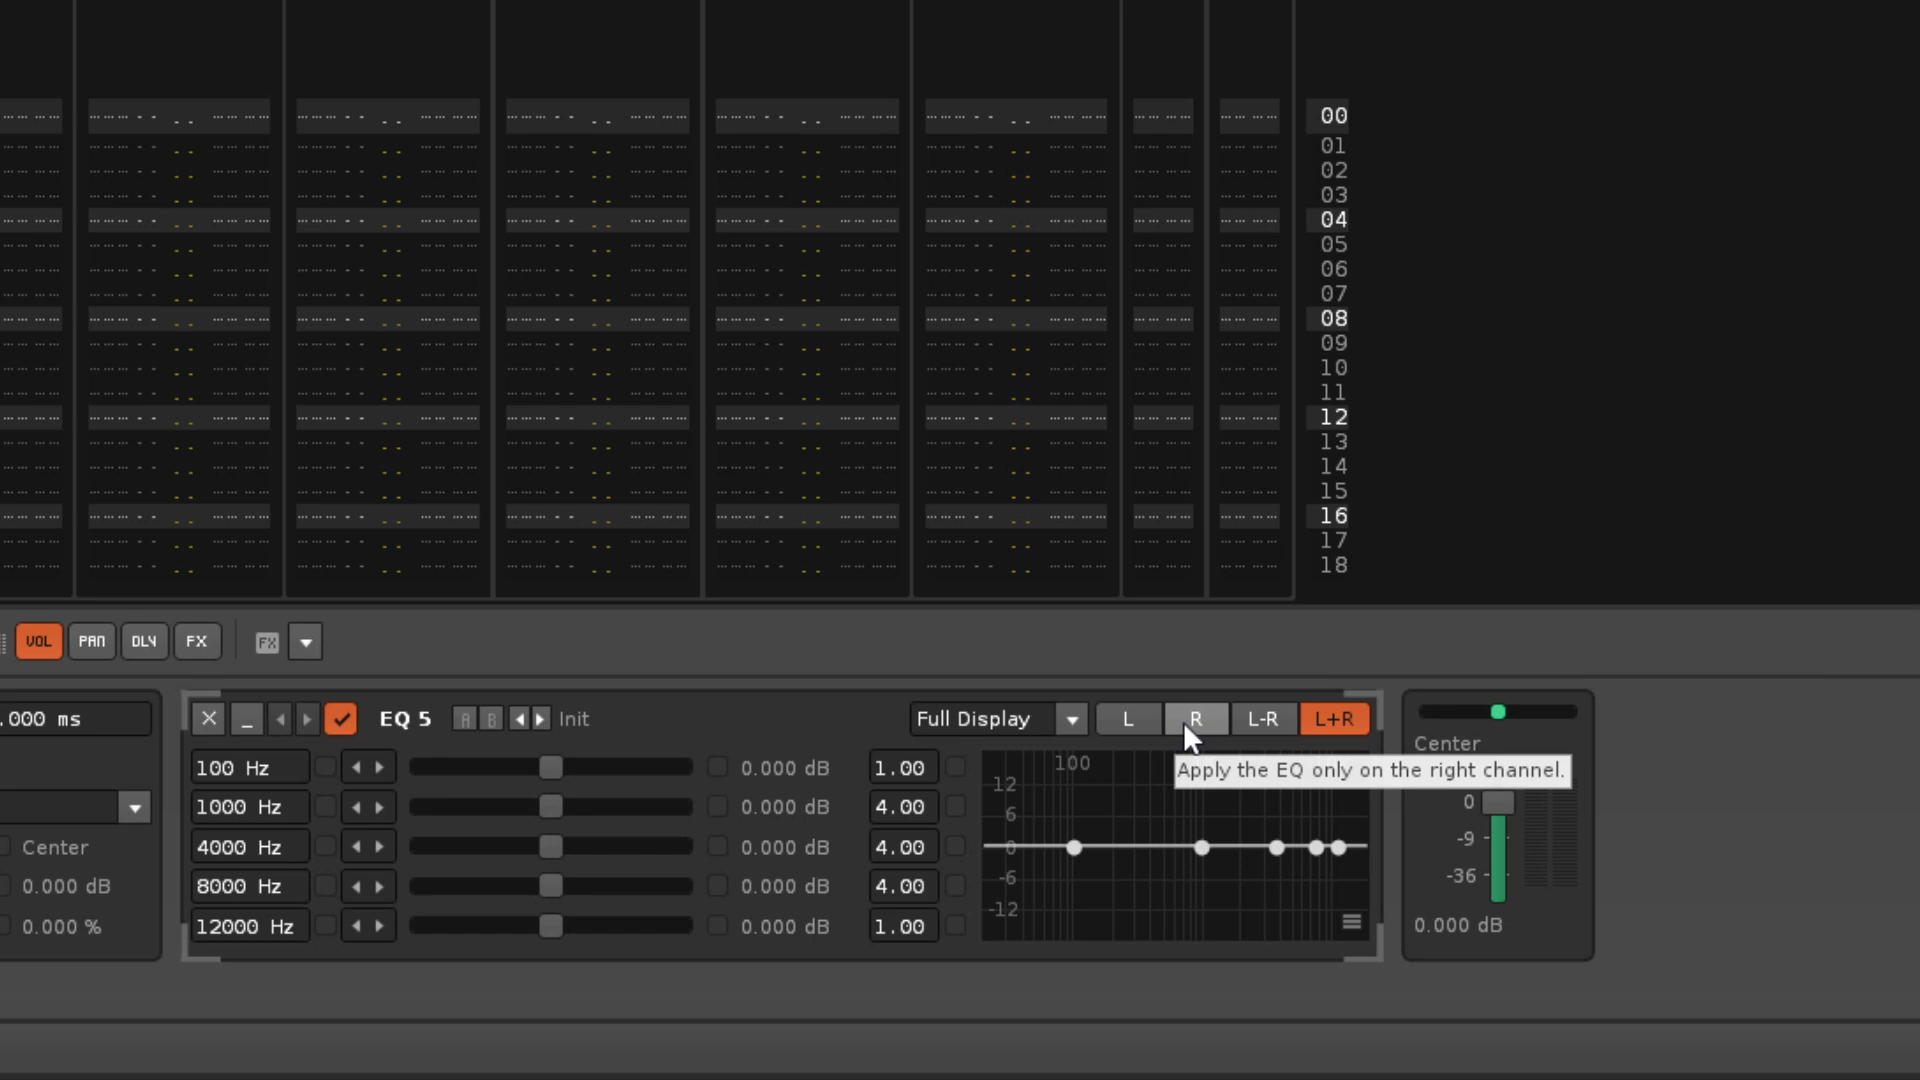 00
01
02
03
04
05
06
07
08
09
10
11
12
13
14
15
16
17
18
VOL PAN DLY FX FX
.000 ms
Center
0.000 dB
0.000 %
EQ 5 A B Init Full Display L R L-R L+R
100 Hz 0.000 dB 1.00
1000 Hz 0.000 dB 4.00
4000 Hz 0.000 dB 4.00
8000 Hz 0.000 dB 4.00
12000 Hz 0.000 dB 1.00
100
12
6
0
-6
-12
Apply the EQ only on the right channel.
Center
0
-9
-36
0.000 dB